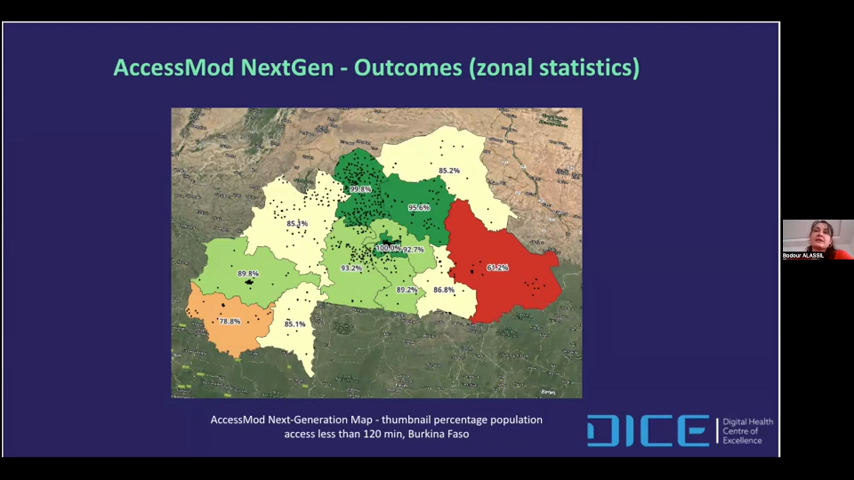 AccessMod NextGen - Outcomes (zonal statistics)
85.2%
99.8%
95.6%
85.1%
100.0%
92.7%
93.2%
61.2%
89.8%
89.2%
86.8%
78.8%
85.1%
AccessMod Next-Generation Map - thumbnail percentage population
access less than 120 min, Burkina Faso
DICE
Digital Health
Centre of
Excellence
Badour ALASSIL